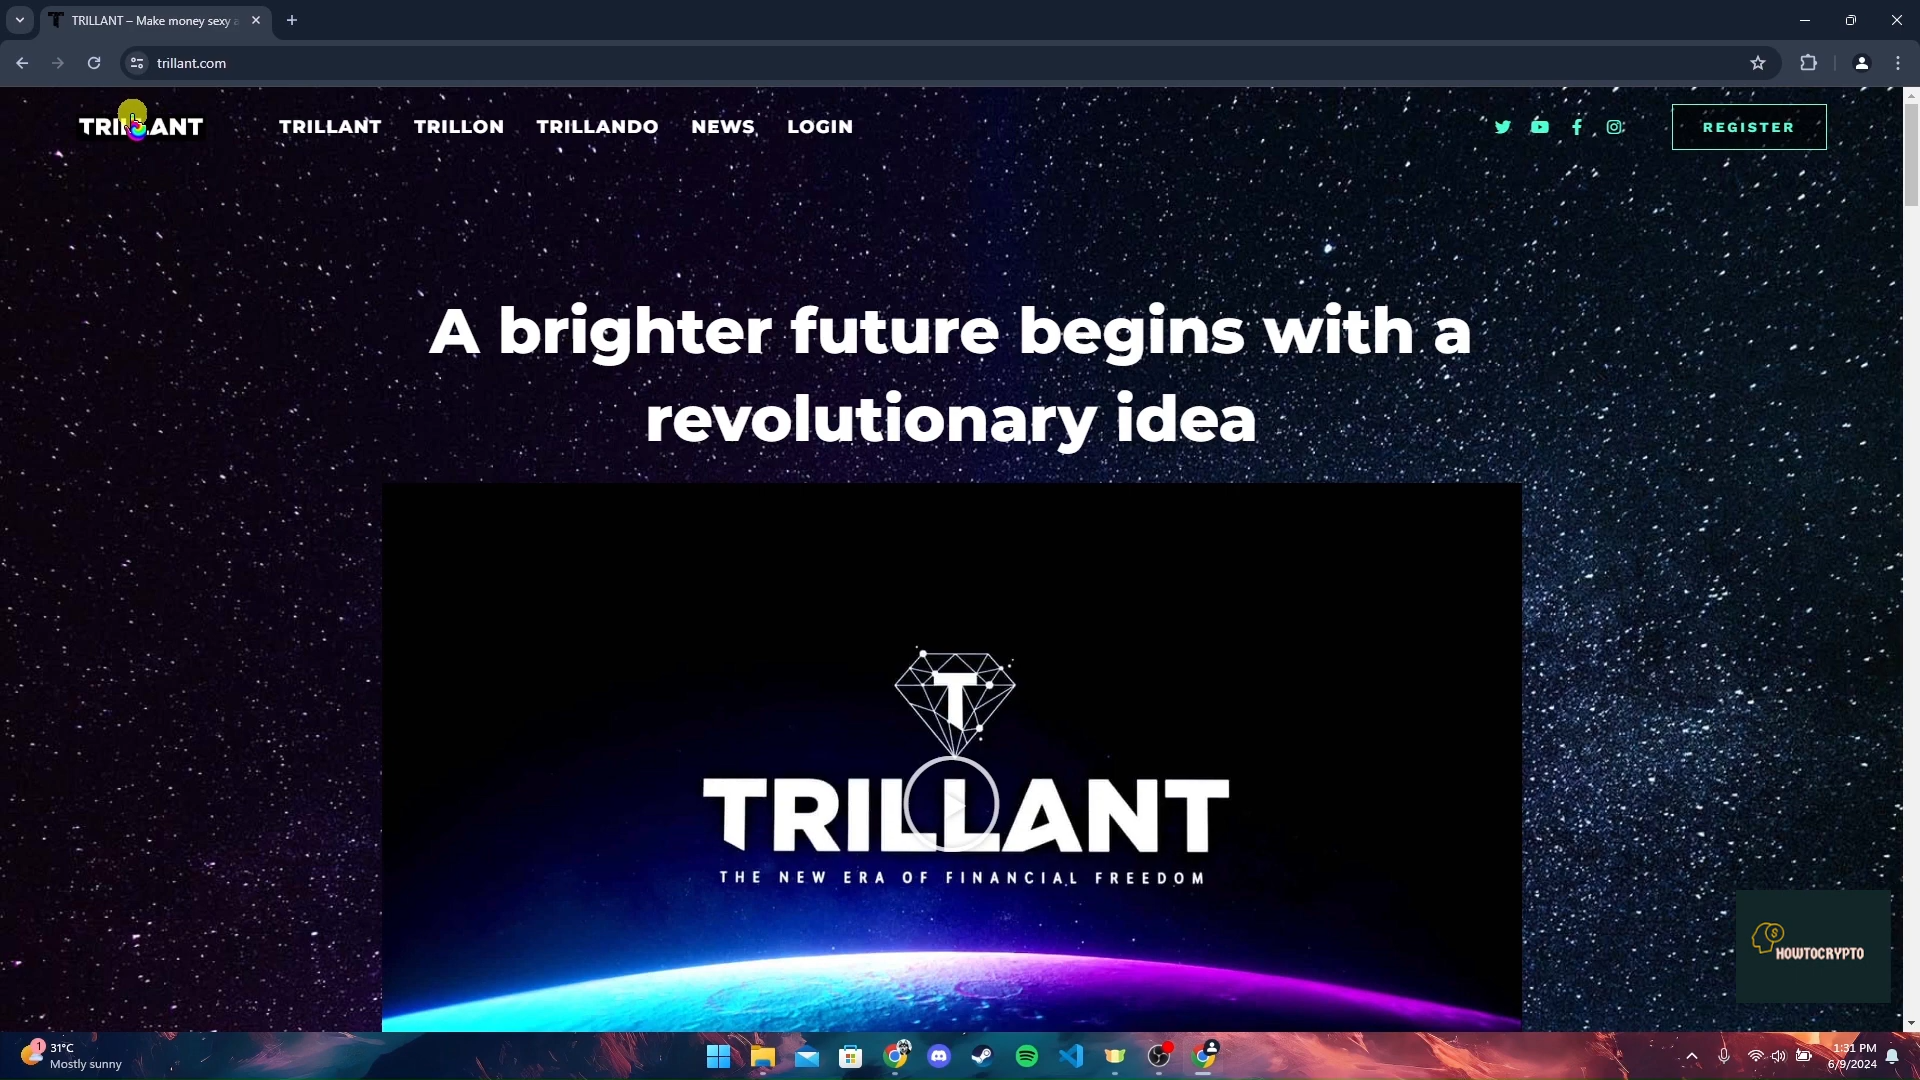 TRILLANT – Make money sexy a
trillant.com
TRILLANT
TRILLANT TRILLON TRILLANDO NEWS LOGIN
REGISTER
A brighter future begins with a
revolutionary idea
T
TRILLANT
THE NEW ERA OF FINANCIAL FREEDOM
HOWTOCRYPTO
1
31°C
Mostly sunny
1:31 PM
6/9/2024